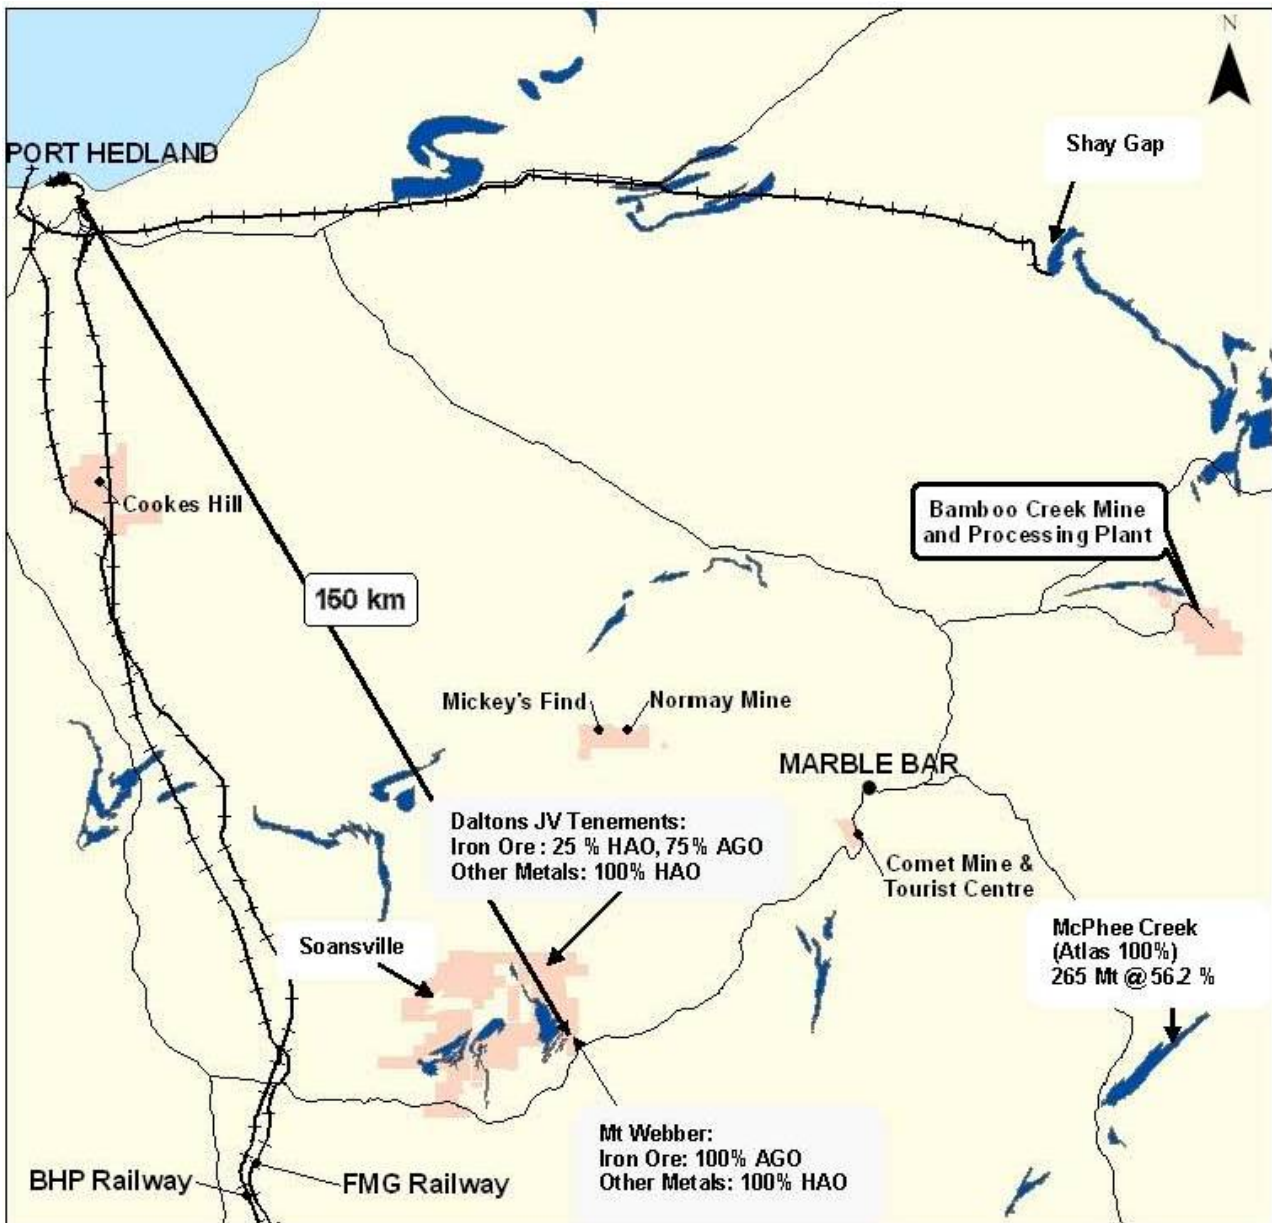 N
Shay Gap
PORT HEDLAND
Cookes Hill
Bamboo Creek Mine
and Processing Plant
150 km
Mickey's Find
Normay Mine
MARBLE BAR
Daltons JV Tenements:
Iron Ore : 25 % HAO, 75% AGO
Other Metals: 100% HAO
Comet Mine &
Tourist Centre
Soansville
McPhee Creek
(Atlas 100%)
265 Mt @ 56.2 %
Mt Webber:
Iron Ore: 100% AGO
Other Metals: 100% HAO
BHP Railway
FMG Railway